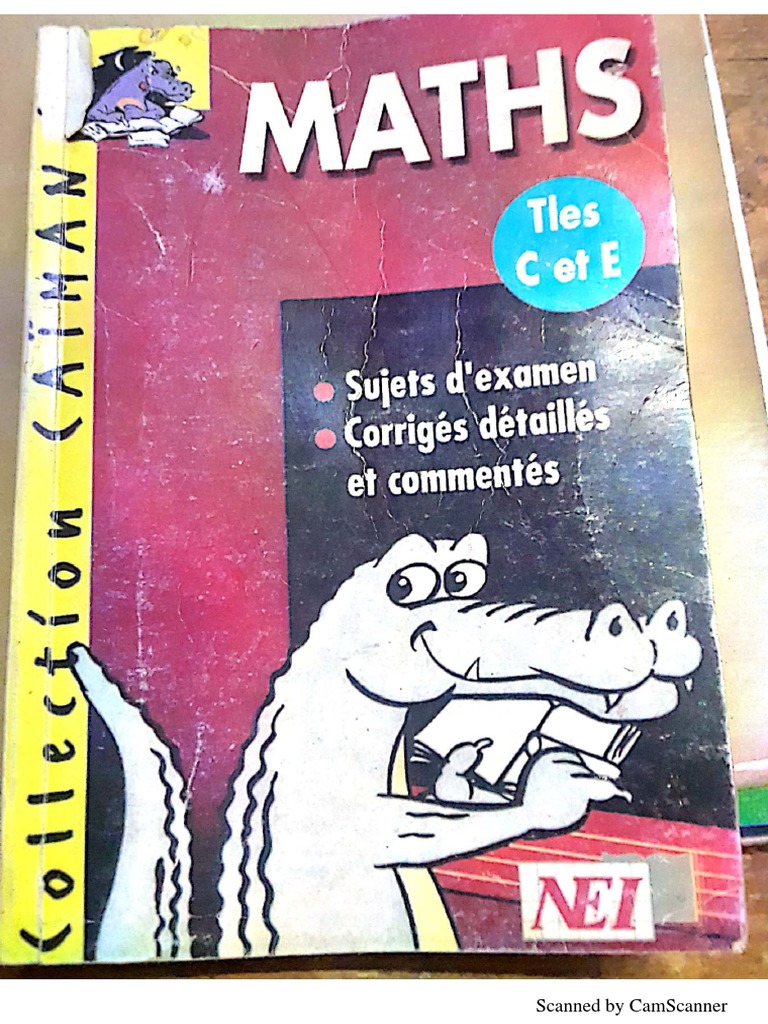 MATHS
Tles
C et E
Sujets d'examen
Corrigés détaillés
et commentés
Collection CAÏMAN
NEI
Scanned by CamScanner